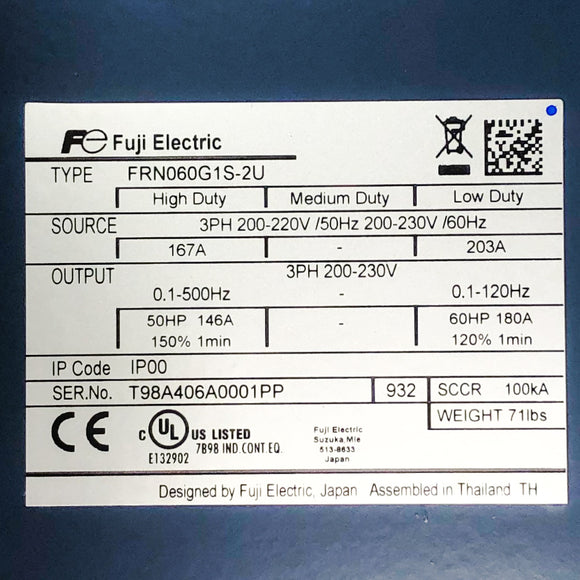 Fe Fuji Electric
TYPE FRN060G1S-2U
High Duty Medium Duty Low Duty
SOURCE 3PH 200-220V /50Hz 200-230V /60Hz
167A - 203A
OUTPUT 3PH 200-230V
0.1-500Hz - 0.1-120Hz
50HP 146A - 60HP 180A
150% 1min 120% 1min
IP Code IP00
SER.No. T98A406A0001PP 932 SCCR 100kA
WEIGHT 71lbs
CE c UL US LISTED
7B98 IND.CONT.EQ.
E132902
Fuji Electric
Suzuka,Mie
513-8633
Japan
Designed by Fuji Electric, Japan Assembled in Thailand TH